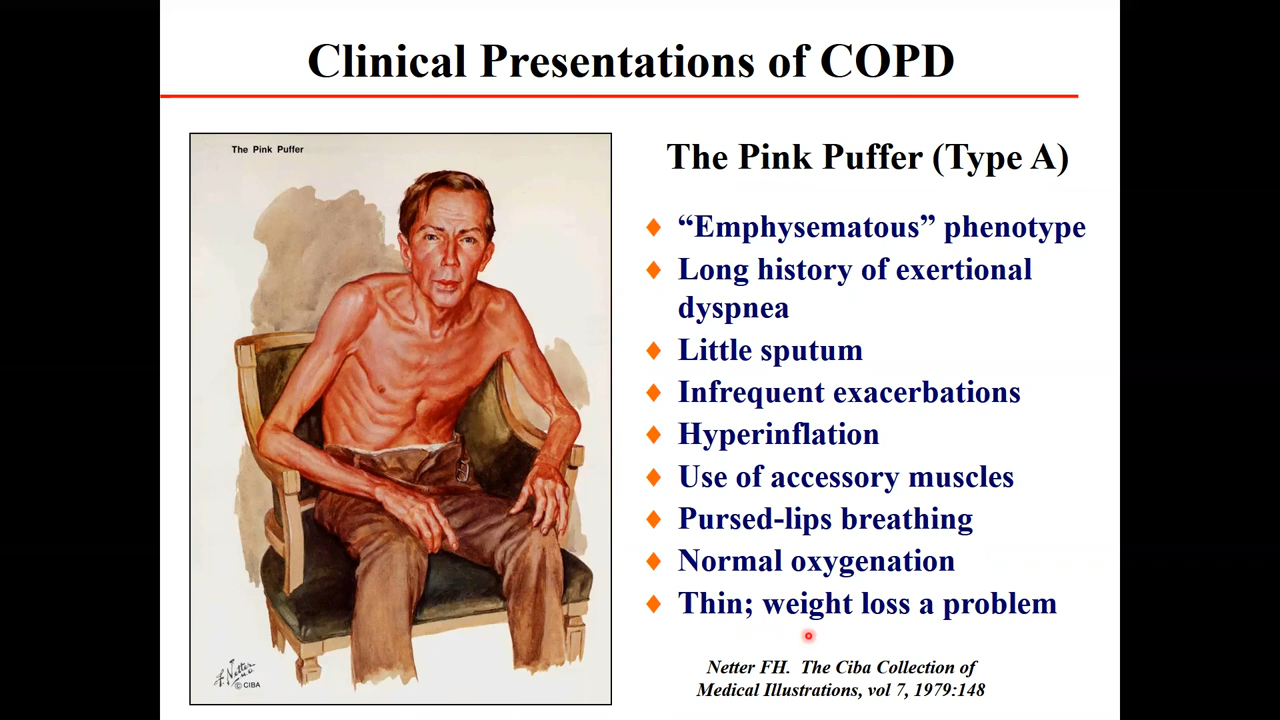 Clinical Presentations of COPD
The Pink Puffer
The Pink Puffer (Type A)
“Emphysematous” phenotype
Long history of exertional
dyspnea
Little sputum
Infrequent exacerbations
Hyperinflation
Use of accessory muscles
Pursed-lips breathing
Normal oxygenation
Thin; weight loss a problem
F. Netter
© CIBA
Netter FH. The Ciba Collection of
Medical Illustrations, vol 7, 1979:148